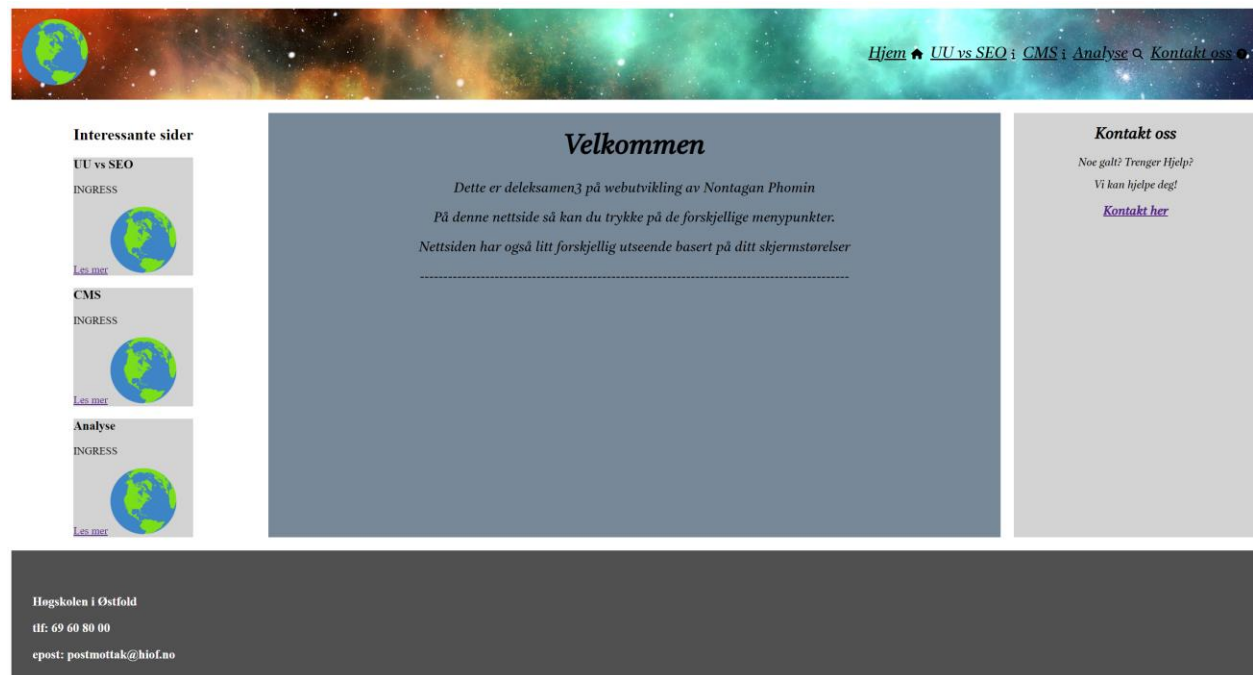 Hjem UU vs SEO i CMS i Analyse Kontakt oss
Interessante sider
UU vs SEO
INGRESS
Les mer
CMS
INGRESS
Les mer
Analyse
INGRESS
Les mer
Velkommen
Dette er deleksamen3 på webutvikling av Nontagan Phomin
På denne nettside så kan du trykke på de forskjellige menypunkter.
Nettsiden har også litt forskjellig utseende basert på ditt skjermstørelser
--------------------------------------------------------------------------------------------
Kontakt oss
Noe galt? Trenger Hjelp?
Vi kan hjelpe deg!
Kontakt her
Høgskolen i Østfold
tlf: 69 60 80 00
epost: postmottak@hiof.no